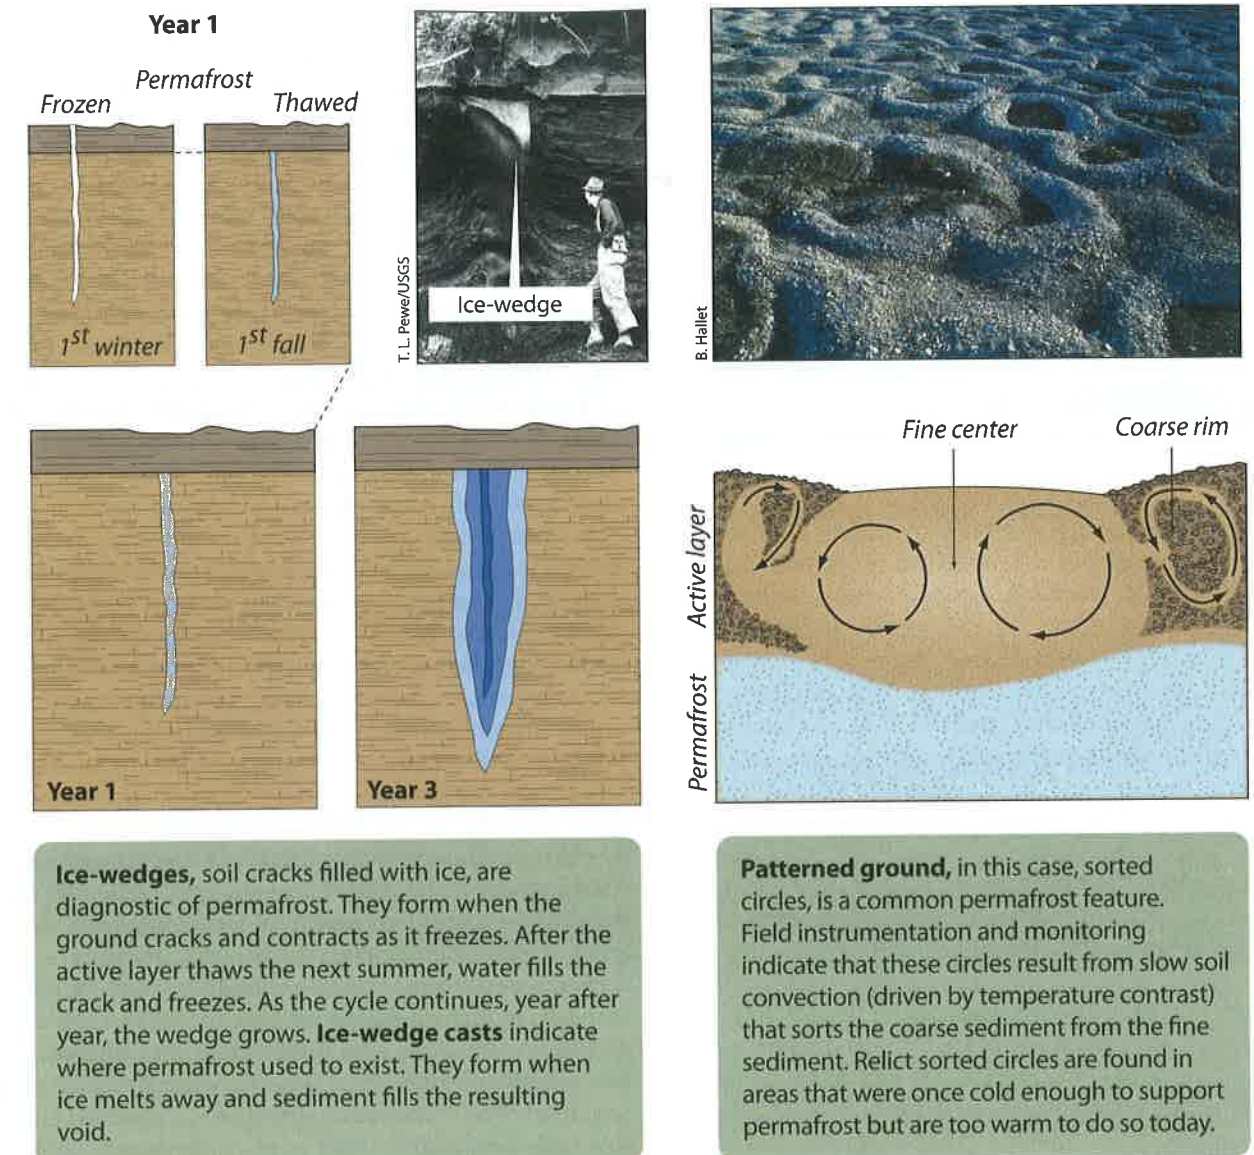 Year 1
Permafrost
Frozen
Thawed
1st winter
1st fall
T. L. Pewe/USGS
Ice-wedge
B. Hallet
Year 1
Year 3
Fine center
Coarse rim
Active layer
Permafrost
Ice-wedges, soil cracks filled with ice, are
diagnostic of permafrost. They form when the
ground cracks and contracts as it freezes. After the
active layer thaws the next summer, water fills the
crack and freezes. As the cycle continues, year after
year, the wedge grows. Ice-wedge casts indicate
where permafrost used to exist. They form when
ice melts away and sediment fills the resulting
void.
Patterned ground, in this case, sorted
circles, is a common permafrost feature.
Field instrumentation and monitoring
indicate that these circles result from slow soil
convection (driven by temperature contrast)
that sorts the coarse sediment from the fine
sediment. Relict sorted circles are found in
areas that were once cold enough to support
permafrost but are too warm to do so today.